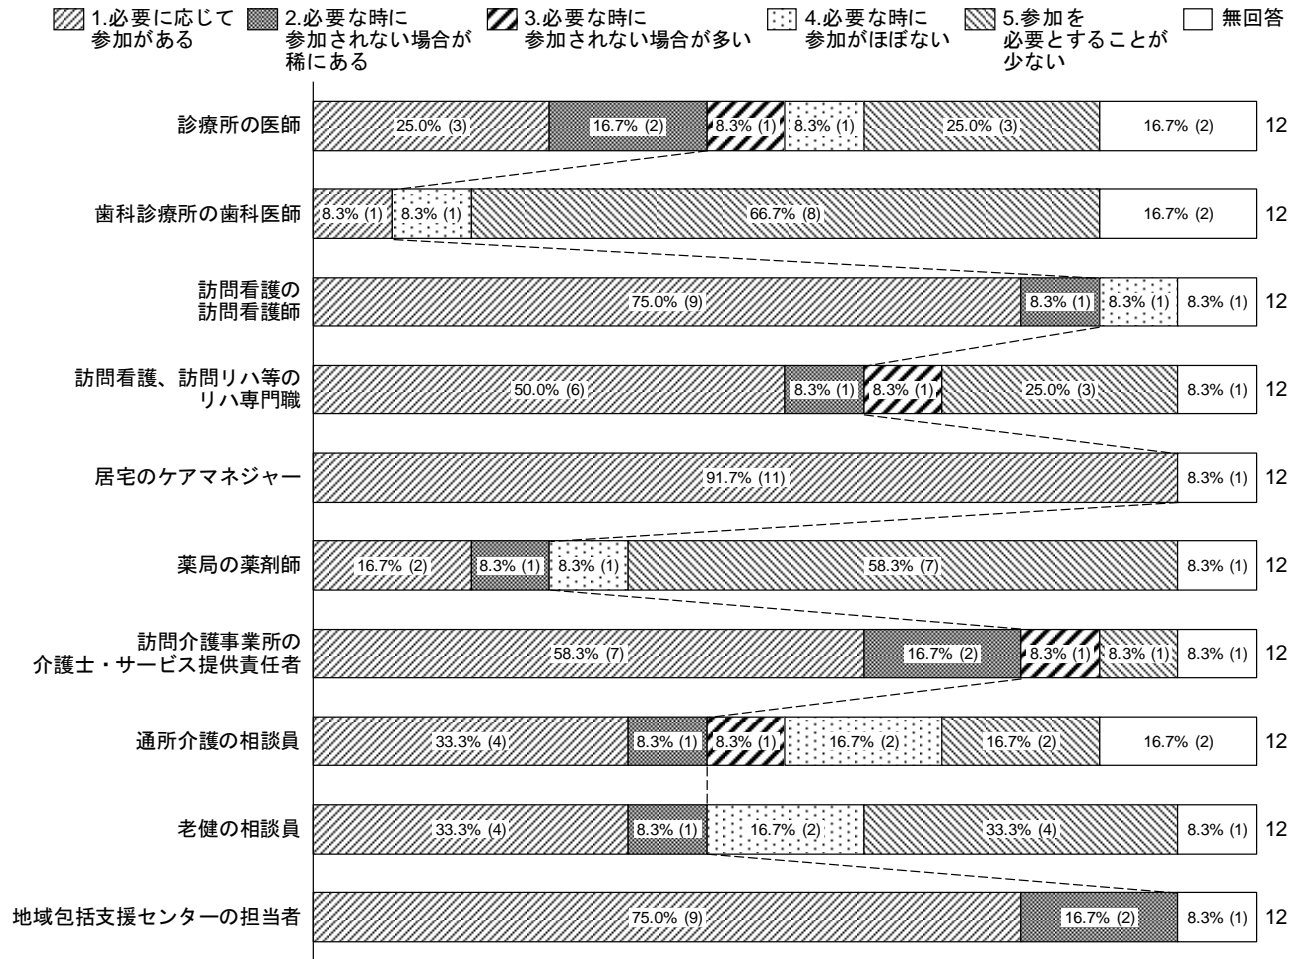 1.必要に応じて
参加がある
2.必要な時に
参加されない場合が
稀にある
3.必要な時に
参加されない場合が多い
4.必要な時に
参加がほぼない
5.参加を
必要とすることが
少ない
無回答
診療所の医師
25.0% (3)
16.7% (2)
8.3% (1)
8.3% (1)
25.0% (3)
16.7% (2)
12
歯科診療所の歯科医師
8.3% (1)
8.3% (1)
66.7% (8)
16.7% (2)
12
訪問看護の
訪問看護師
75.0% (9)
8.3% (1)
8.3% (1)
8.3% (1)
12
訪問看護、訪問リハ等の
リハ専門職
50.0% (6)
8.3% (1)
8.3% (1)
25.0% (3)
8.3% (1)
12
居宅のケアマネジャー
91.7% (11)
8.3% (1)
12
薬局の薬剤師
16.7% (2)
8.3% (1)
8.3% (1)
58.3% (7)
8.3% (1)
12
訪問介護事業所の
介護士・サービス提供責任者
58.3% (7)
16.7% (2)
8.3% (1)
8.3% (1)
8.3% (1)
12
通所介護の相談員
33.3% (4)
8.3% (1)
8.3% (1)
16.7% (2)
16.7% (2)
16.7% (2)
12
老健の相談員
33.3% (4)
8.3% (1)
16.7% (2)
33.3% (4)
8.3% (1)
12
地域包括支援センターの担当者
75.0% (9)
16.7% (2)
8.3% (1)
12